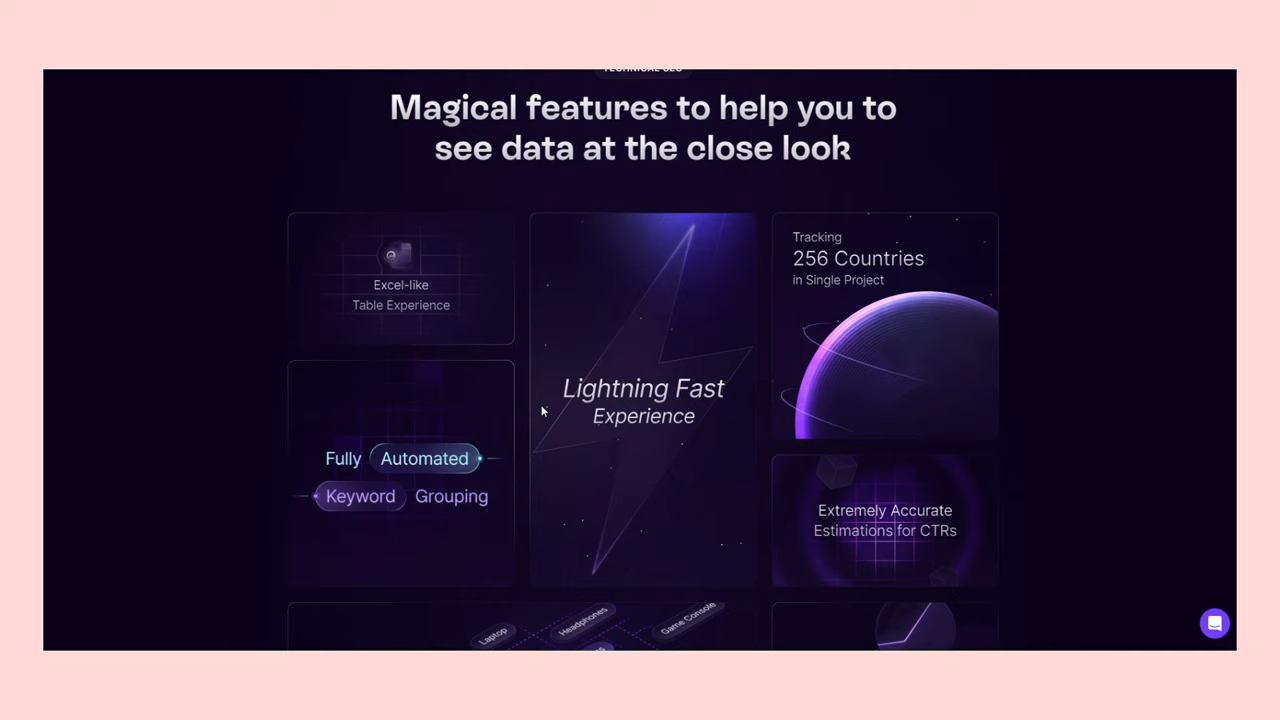 TECHNICAL SEO
Magical features to help you to
see data at the close look
Excel-like
Table Experience
Fully Automated
Keyword Grouping
Lightning Fast
Experience
Tracking
256 Countries
in Single Project
Extremely Accurate
Estimations for CTRs
Laptop
Headphones
Game Console